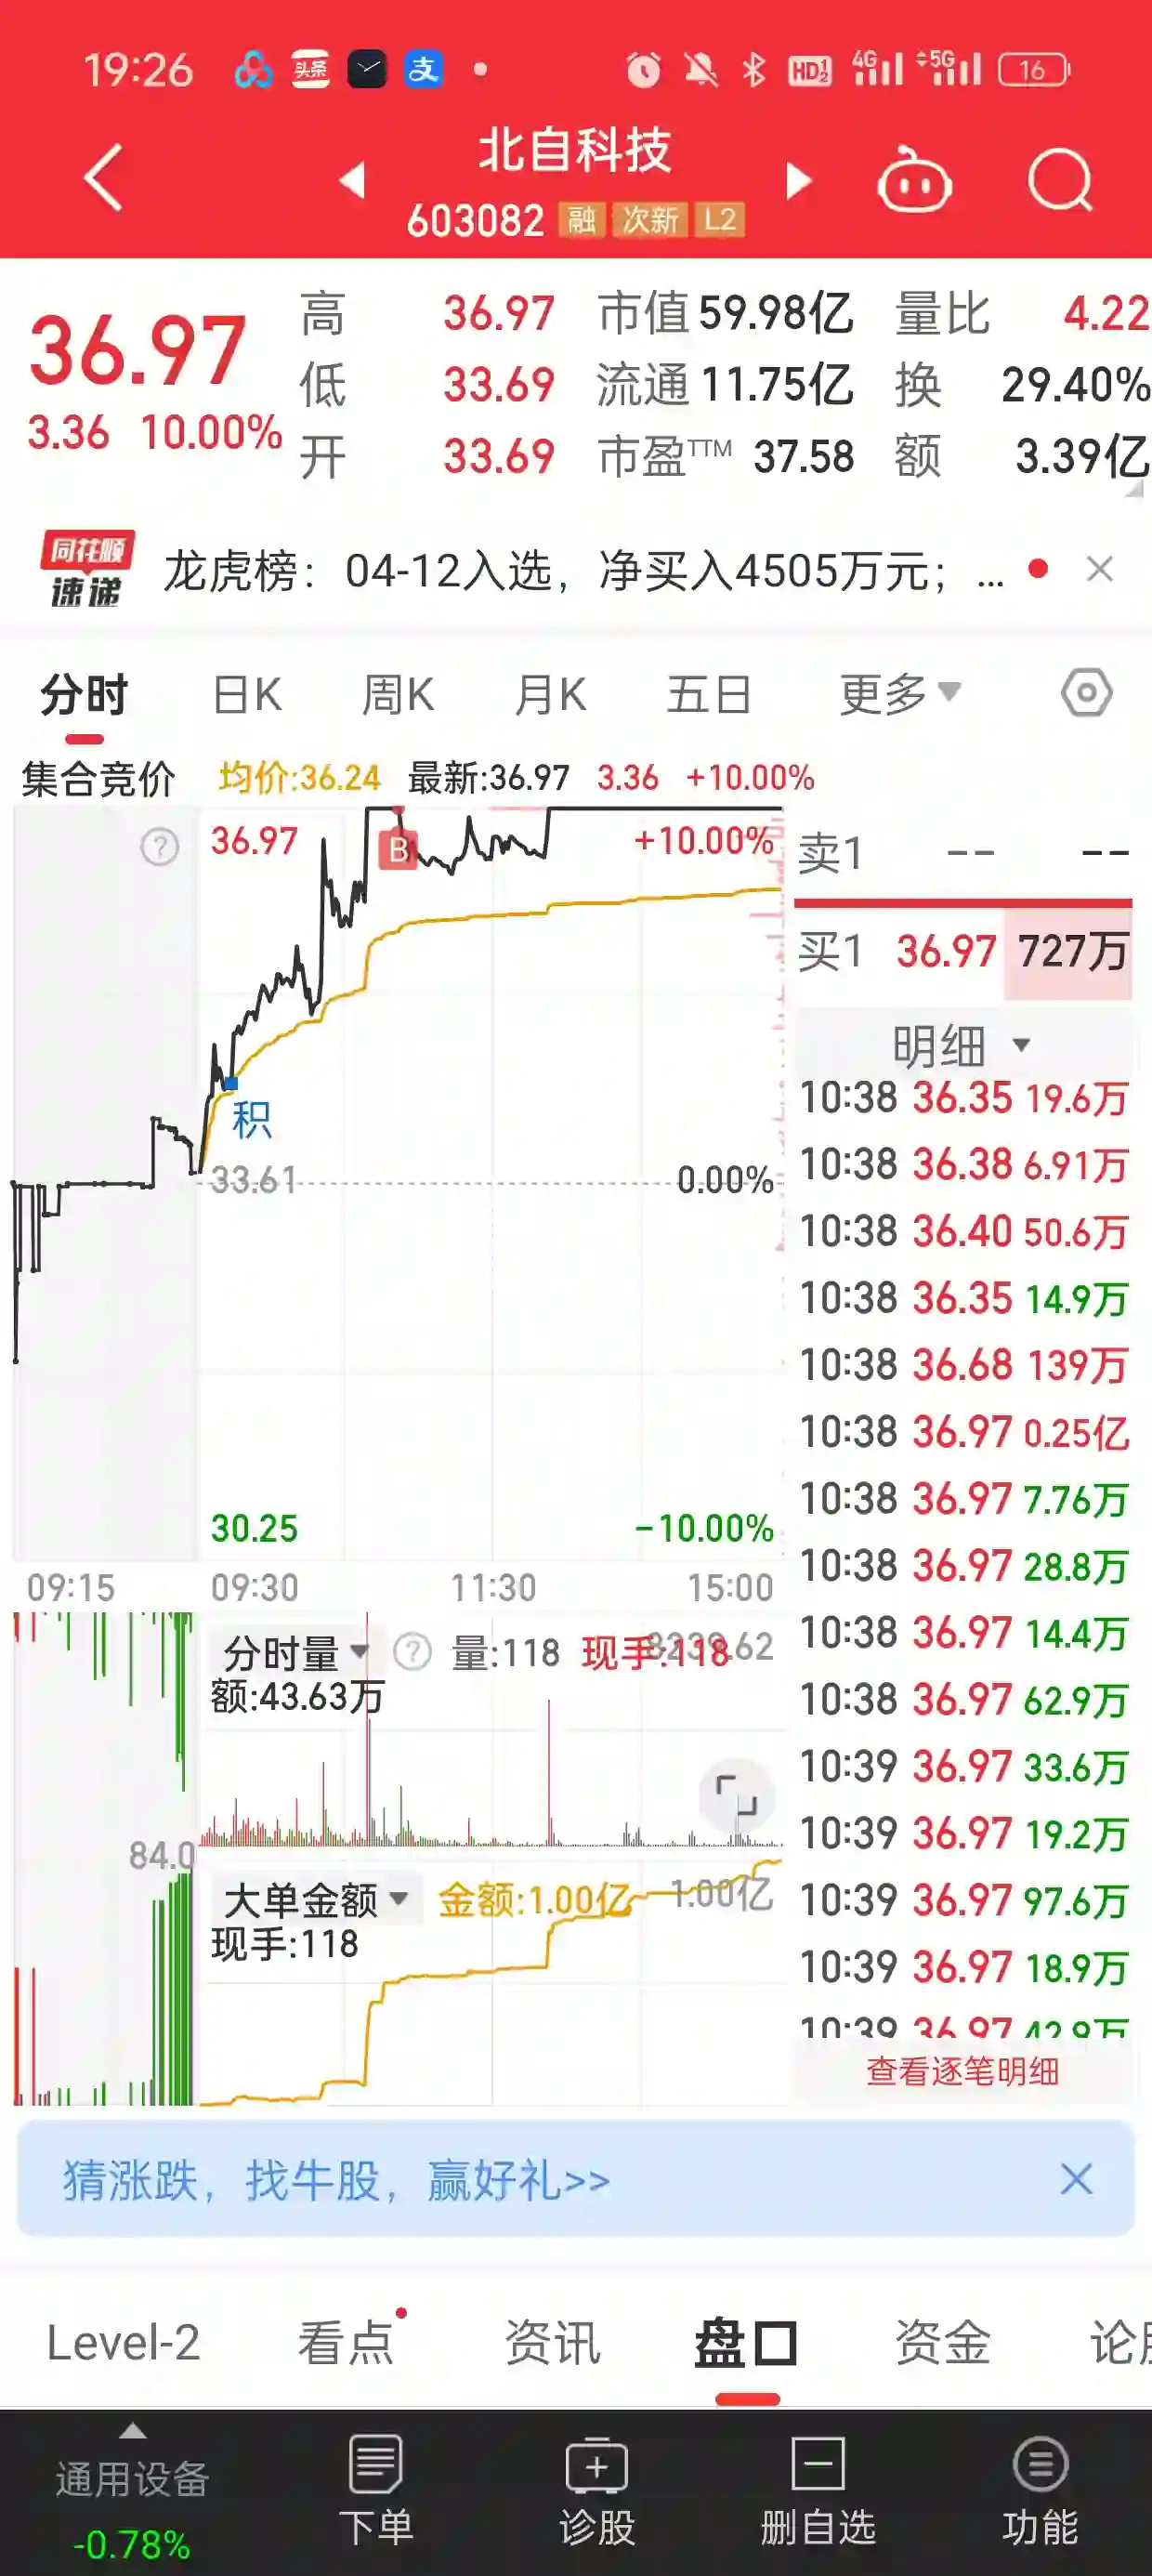 19:26 头条 支 HD 1 2 4G 5G 16
北自科技
603082 融 次新 L2
36.97
3.36 10.00%
高 36.97 市值 59.98亿 量比 4.22
低 33.69 流通 11.75亿 换 29.40%
开 33.69 市盈TTM 37.58 额 3.39亿
同花顺
速递
龙虎榜：04-12入选，净买入4505万元；...
分时 日K 周K 月K 五日 更多
集合竞价 均价:36.24 最新:36.97 3.36 +10.00%
? 36.97 B +10.00%
积
33.61 0.00%
30.25 -10.00%
09:15 09:30 11:30 15:00
卖1 -- --
买1 36.97 727万
明细
10:38 36.35 19.6万
10:38 36.38 6.91万
10:38 36.40 50.6万
10:38 36.35 14.9万
10:38 36.68 139万
10:38 36.97 0.25亿
10:38 36.97 7.76万
10:38 36.97 28.8万
10:38 36.97 14.4万
10:38 36.97 62.9万
10:39 36.97 33.6万
10:39 36.97 19.2万
10:39 36.97 97.6万
10:39 36.97 18.9万
10:39 36.97 42.9万
查看逐笔明细
分时量 ? 量:118 现手:118
额:43.63万
84.0
大单金额 金额:1.00亿 1.00亿
现手:118
猜涨跌，找牛股，赢好礼>>
Level-2 看点 资讯 盘口 资金 论
通用设备
-0.78%
下单 诊股 删自选 功能